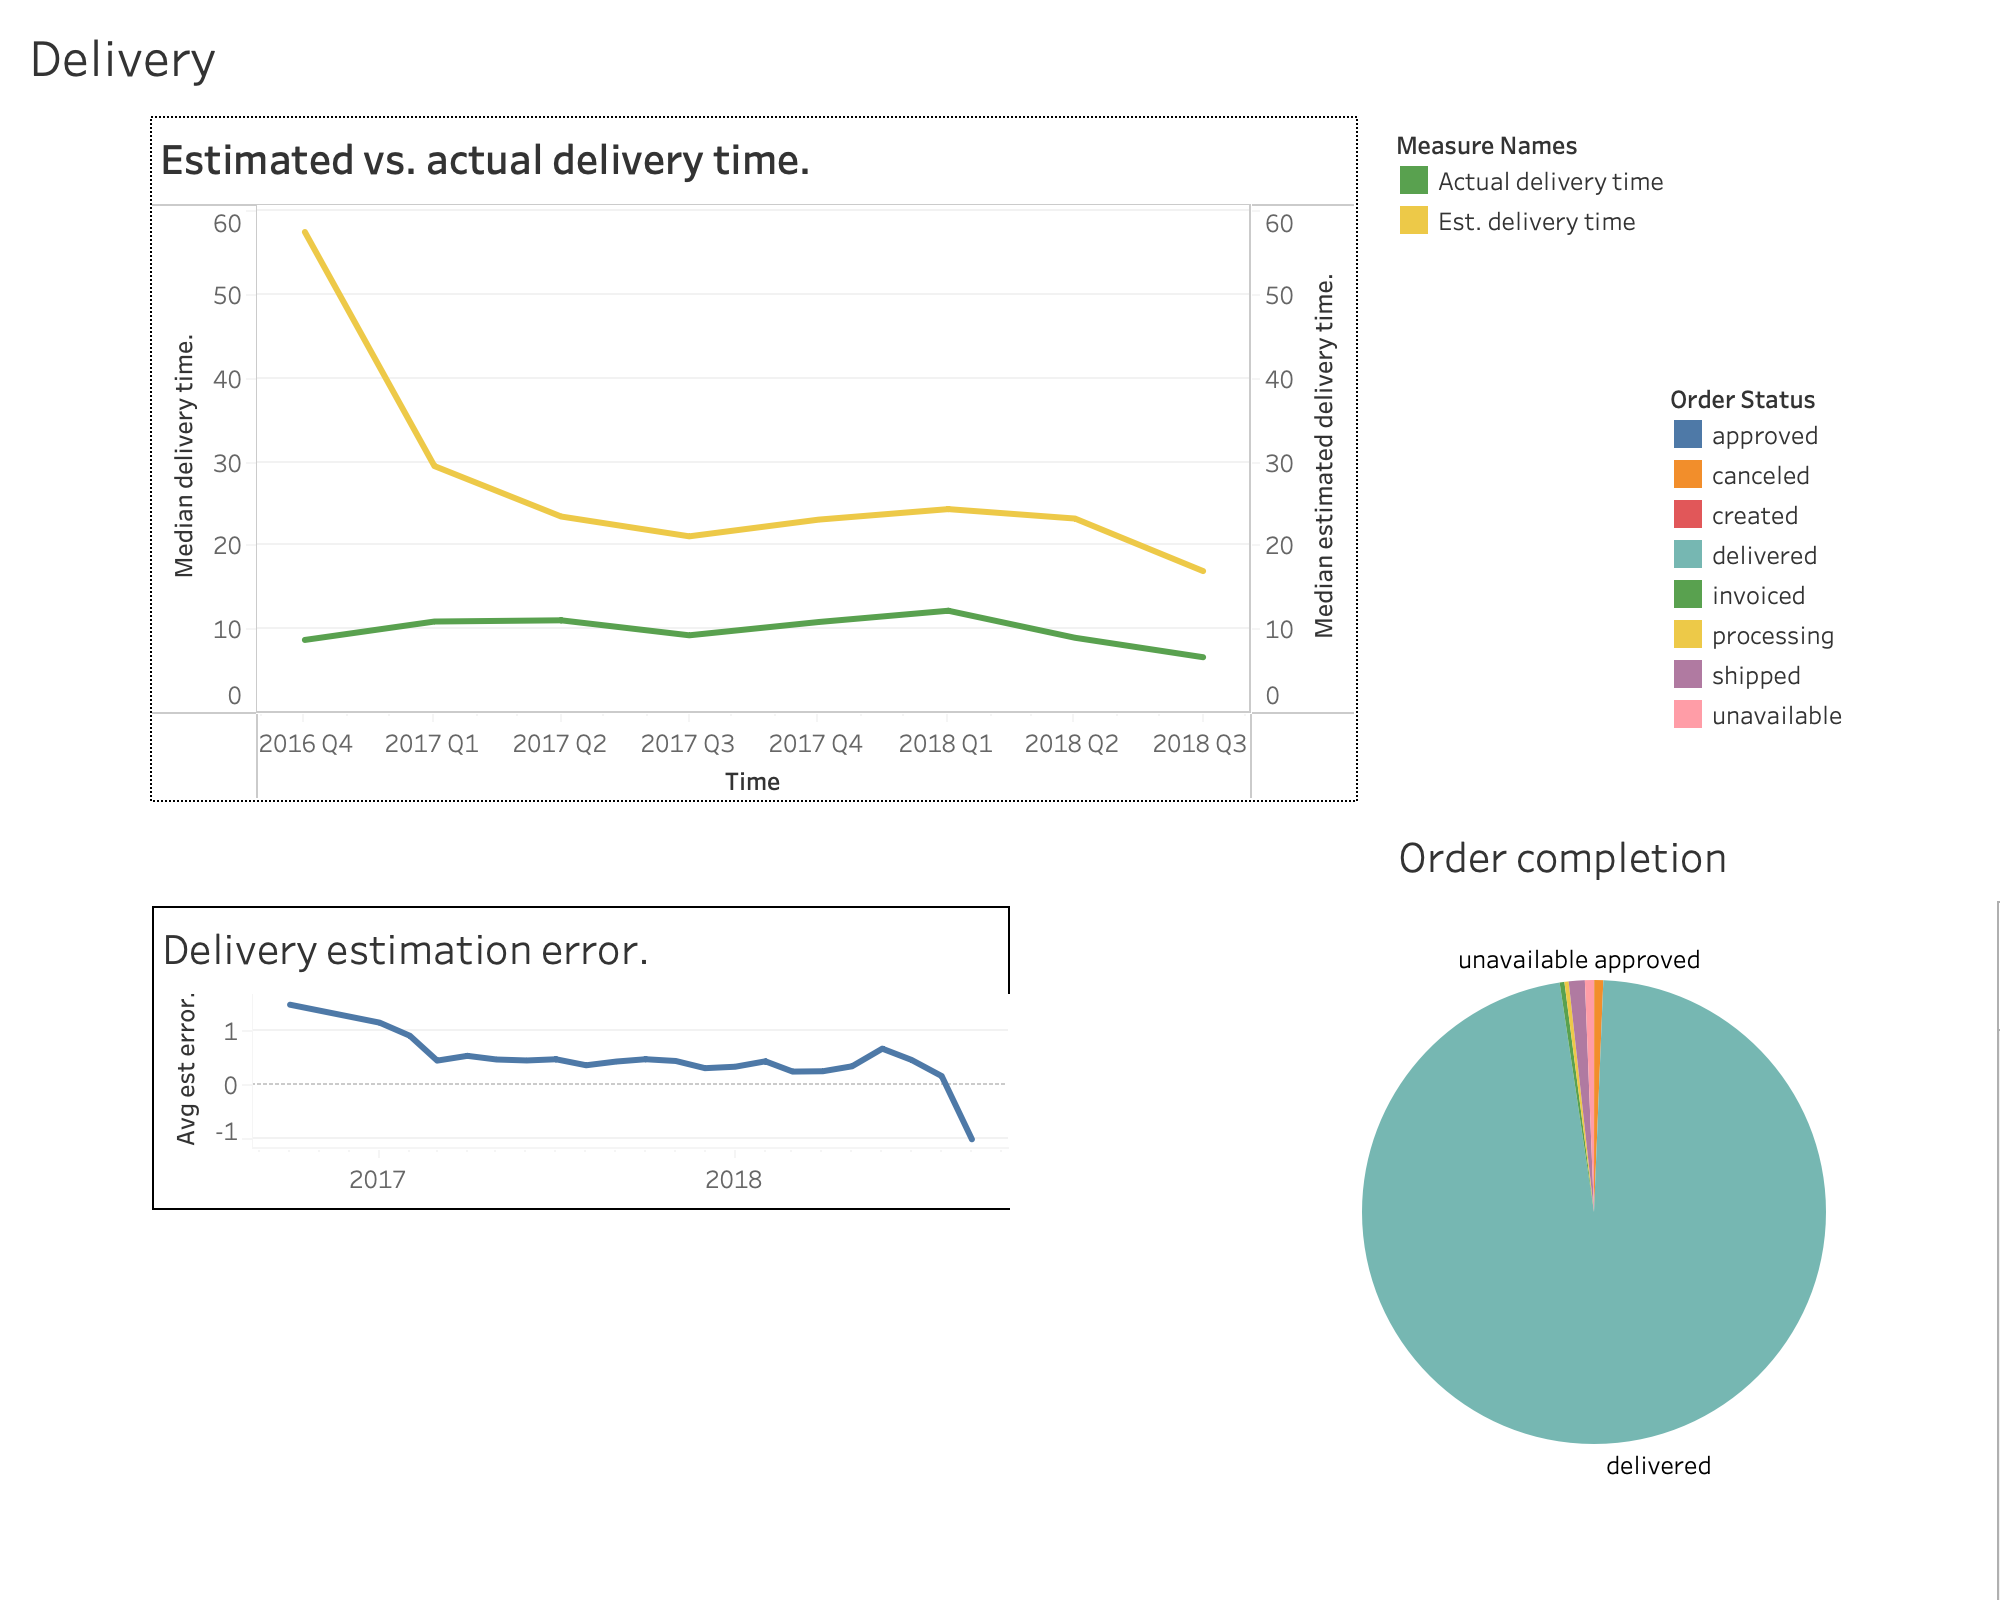 Delivery
Estimated vs. actual delivery time.
Median delivery time.
60
50
40
30
20
10
0
60
50
40
30
20
10
0
Median estimated delivery time.
2016 Q4 2017 Q1 2017 Q2 2017 Q3 2017 Q4 2018 Q1 2018 Q2 2018 Q3
Time
Measure Names
Actual delivery time
Est. delivery time
Order Status
approved
canceled
created
delivered
invoiced
processing
shipped
unavailable
Delivery estimation error.
Avg est error.
1
0
-1
2017 2018
Order completion
unavailable approved
delivered